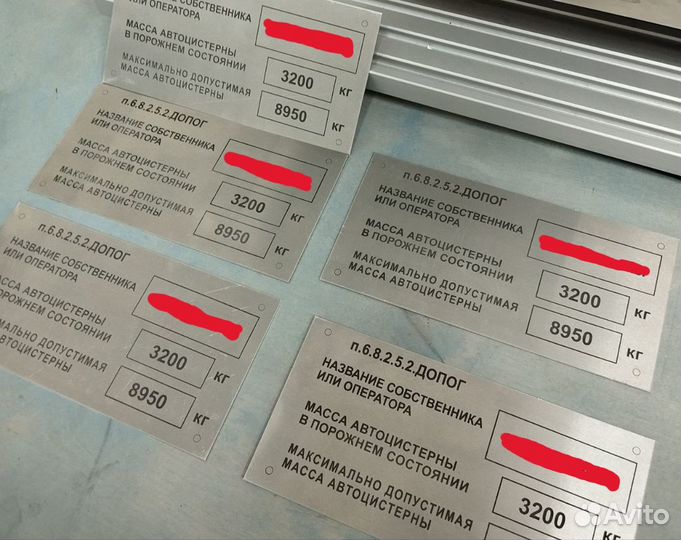 НАЗВАНИЕ СОБСТВЕННИКА
ИЛИ ОПЕРАТОРА
МАССА АВТОЦИСТЕРНЫ
В ПОРОЖНЕМ СОСТОЯНИИ
3200 КГ
МАКСИМАЛЬНО ДОПУСТИМАЯ
МАССА АВТОЦИСТЕРНЫ
8950 КГ
п.6.8.2.5.2.ДОПОГ
НАЗВАНИЕ СОБСТВЕННИКА
ИЛИ ОПЕРАТОРА
МАССА АВТОЦИСТЕРНЫ
В ПОРОЖНЕМ СОСТОЯНИИ
3200 КГ
МАКСИМАЛЬНО ДОПУСТИМАЯ
МАССА АВТОЦИСТЕРНЫ
8950 КГ
п.6.8.2.5.2.ДОПОГ
НАЗВАНИЕ СОБСТВЕННИКА
ИЛИ ОПЕРАТОРА
МАССА АВТОЦИСТЕРНЫ
В ПОРОЖНЕМ СОСТОЯНИИ
3200 КГ
МАКСИМАЛЬНО ДОПУСТИМАЯ
МАССА АВТОЦИСТЕРНЫ
8950 КГ
п.6.8.2.5.2.ДОПОГ
НАЗВАНИЕ СОБСТВЕННИКА
ИЛИ ОПЕРАТОРА
МАССА АВТОЦИСТЕРНЫ
ПОРОЖНЕМ СОСТОЯНИИ
3200 КГ
ДОПУСТИМАЯ
АВТОЦИСТЕРНЫ
8950 КГ
п.6.8.2.5.2.ДОПОГ
НАЗВАНИЕ СОБСТВЕННИКА
ИЛИ ОПЕРАТОРА
МАССА АВТОЦИСТЕРНЫ
В ПОРОЖНЕМ СОСТОЯНИИ
3200 КГ
МАКСИМАЛЬНО ДОПУСТИМАЯ
МАССА АВТОЦИСТЕРНЫ
Avito